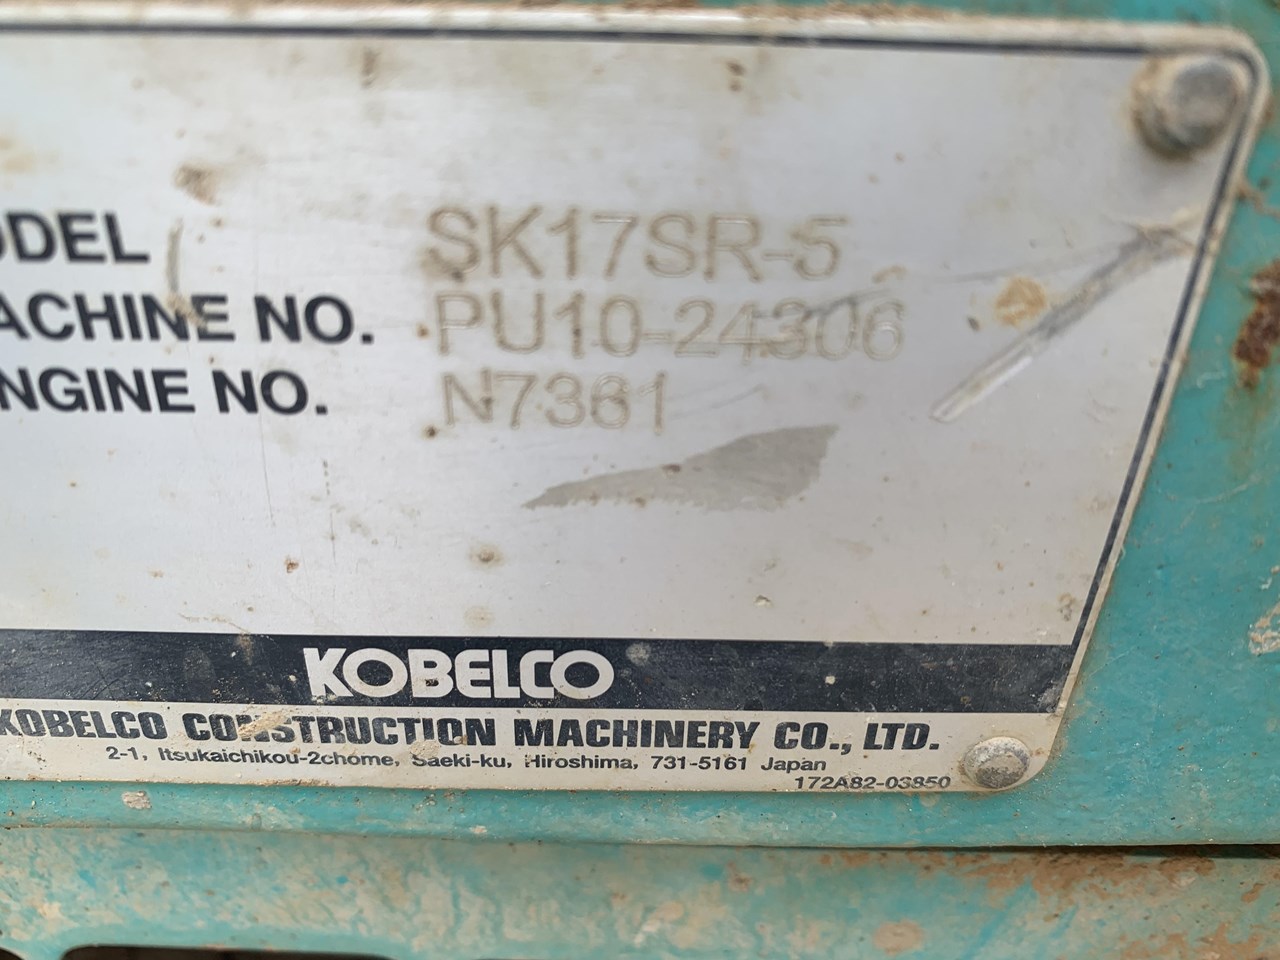 ODEL SK17SR-5
ACHINE NO. PU10-24306
NGINE NO. N7361
KOBELCO
KOBELCO CONSTRUCTION MACHINERY CO., LTD.
2-1, Itsukaichikou-2chome, Saeki-ku, Hiroshima, 731-5161 Japan
172A82-03850